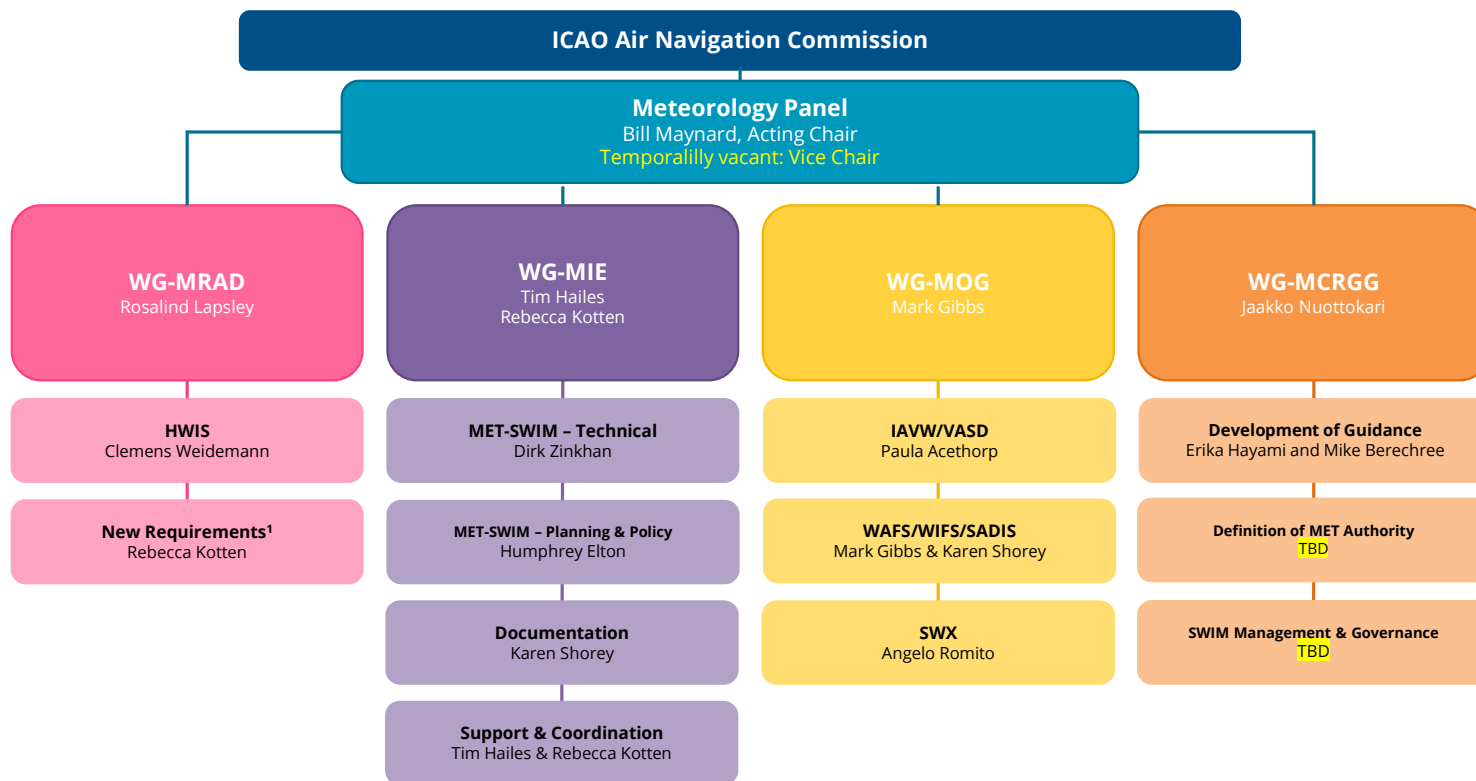 ICAO Air Navigation Commission
Meteorology Panel
Bill Maynard, Acting Chair
Temporalilly vacant: Vice Chair
WG-MRAD
Rosalind Lapsley
HWIS
Clemens Weidemann
New Requirements¹
Rebecca Kotten
WG-MIE
Tim Hailes
Rebecca Kotten
MET-SWIM – Technical
Dirk Zinkhan
MET-SWIM – Planning & Policy
Humphrey Elton
Documentation
Karen Shorey
Support & Coordination
Tim Hailes & Rebecca Kotten
WG-MOG
Mark Gibbs
IAVW/VASD
Paula Acethorp
WAFS/WIFS/SADIS
Mark Gibbs & Karen Shorey
SWX
Angelo Romito
WG-MCRGG
Jaakko Nuottokari
Development of Guidance
Erika Hayami and Mike Berechree
Definition of MET Authority
TBD
SWIM Management & Governance
TBD